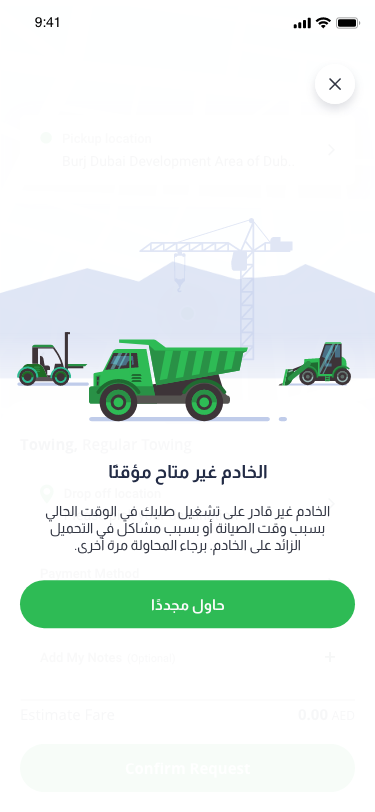 9:41
Pickup location
Burj Dubai Development Area of Dub...
Towing, Regular Towing
الخادم غير متاح مؤقتًا
Drop off location
الخادم غير قادر على تشغيل طلبك في الوقت الحالي
بسبب وقت الصيانة أو بسبب مشاكل في التحميل
الزائد على الخادم. برجاء المحاولة مرة أخرى.
Payment Method
حاول مجددًا
Add My Notes (Optional)
Estimate Fare
0.00 AED
Confirm Request